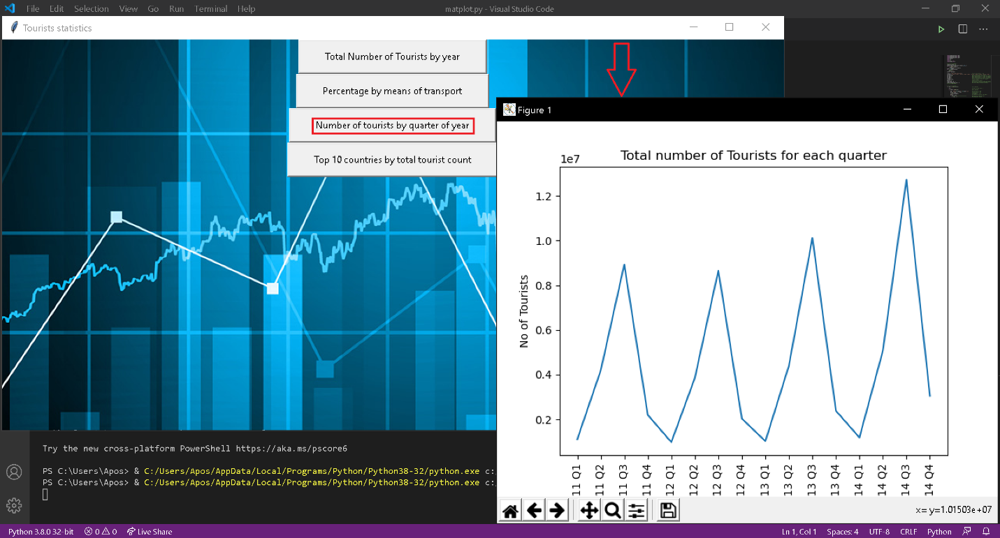 File Edit Selection View Go Run Terminal Help
matplot.py - Visual Studio Code
Tourists statistics
Total Number of Tourists by year
Percentage by means of transport
Number of tourists by quarter of year
Top 10 countries by total tourist count
Figure 1
Total number of Tourists for each quarter
1e7
1.2
1.0
0.8
0.6
0.4
0.2
No of Tourists
11 Q1
11 Q2
11 Q3
11 Q4
12 Q1
12 Q2
12 Q3
12 Q4
13 Q1
13 Q2
13 Q3
13 Q4
14 Q1
14 Q2
14 Q3
14 Q4
x= y=1.01503e+07
Try the new cross-platform PowerShell https://aka.ms/pscore6
PS C:\Users\Apos> & C:/Users/Apos/AppData/Local/Programs/Python/Python38-32/python.exe c:
PS C:\Users\Apos> & C:/Users/Apos/AppData/Local/Programs/Python/Python38-32/python.exe c:
Python 3.8.0 32-bit 0 0 Live Share Ln 1, Col 1 Spaces: 4 UTF-8 CRLF Python